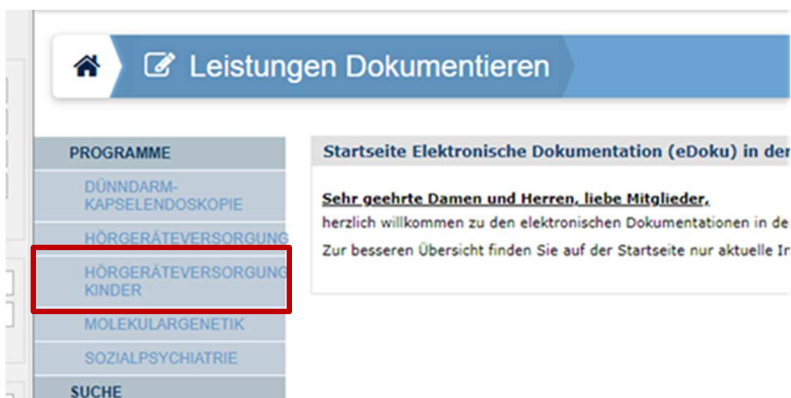 Leistungen Dokumentieren
PROGRAMME
DÜNNDARM-
KAPSELENDOSKOPIE
HÖRGERÄTEVERSORGUNG
HÖRGERÄTEVERSORGUNG
KINDER
MOLEKULARGENETIK
SOZIALPSYCHIATRIE
SUCHE
Startseite Elektronische Dokumentation (eDoku) in der
Sehr geehrte Damen und Herren, liebe Mitglieder,
herzlich willkommen zu den elektronischen Dokumentationen in de
Zur besseren Übersicht finden Sie auf der Startseite nur aktuelle Ir